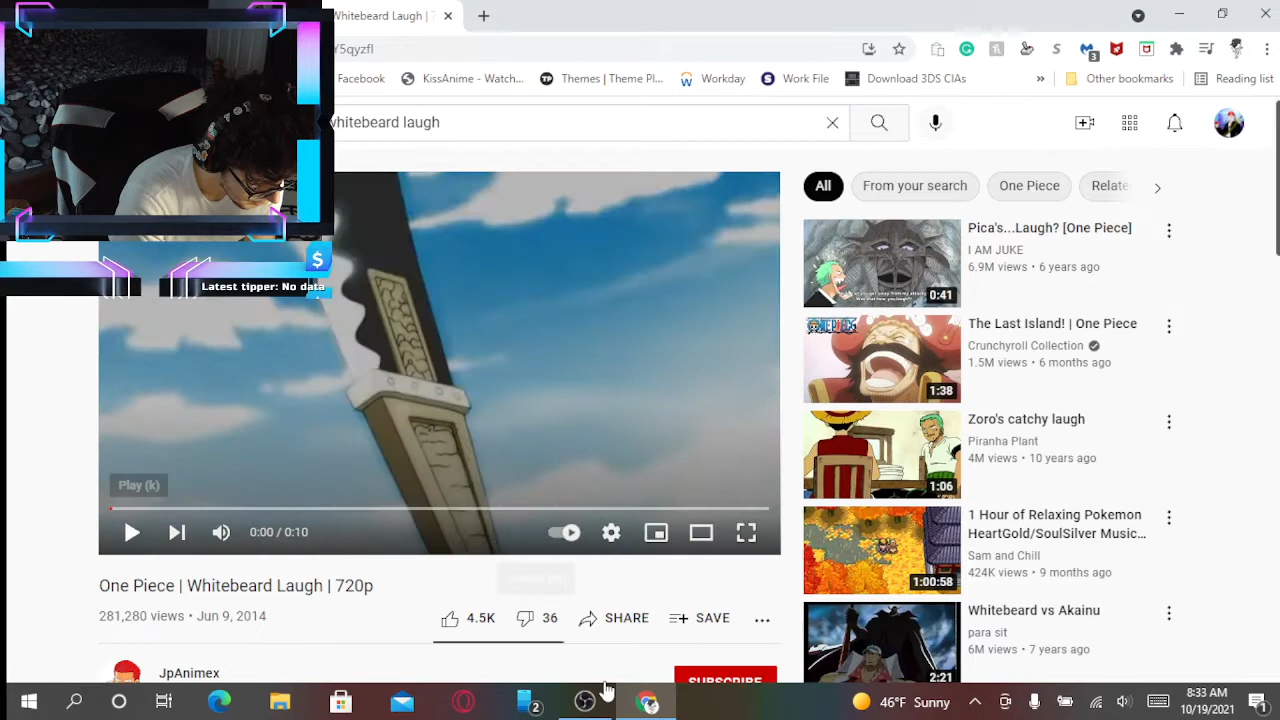 Whitebeard Laugh |
Y5qyzfl
3
Facebook
KissAnime - Watch...
Themes | Theme Pl...
Workday
Work File
Download 3DS CIAs
»
Other bookmarks
Reading list
whitebeard laugh
Latest tipper: No data
$
Play (k)
0:00 / 0:10
One Piece | Whitebeard Laugh | 720p
281,280 views • Jun 9, 2014
4.5K
36
SHARE
SAVE
JpAnimex
SUBSCRIBE
All
From your search
One Piece
Relate
Pica's...Laugh? [One Piece]
I AM JUKE
6.9M views • 6 years ago
0:41
The Last Island! | One Piece
Crunchyroll Collection
1.5M views • 6 months ago
1:38
Zoro's catchy laugh
Piranha Plant
4M views • 10 years ago
1:06
1 Hour of Relaxing Pokemon
HeartGold/SoulSilver Music...
Sam and Chill
424K views • 9 months ago
1:00:58
Whitebeard vs Akainu
para sit
6M views • 7 years ago
2:21
2
46°F Sunny
8:33 AM
10/19/2021
1